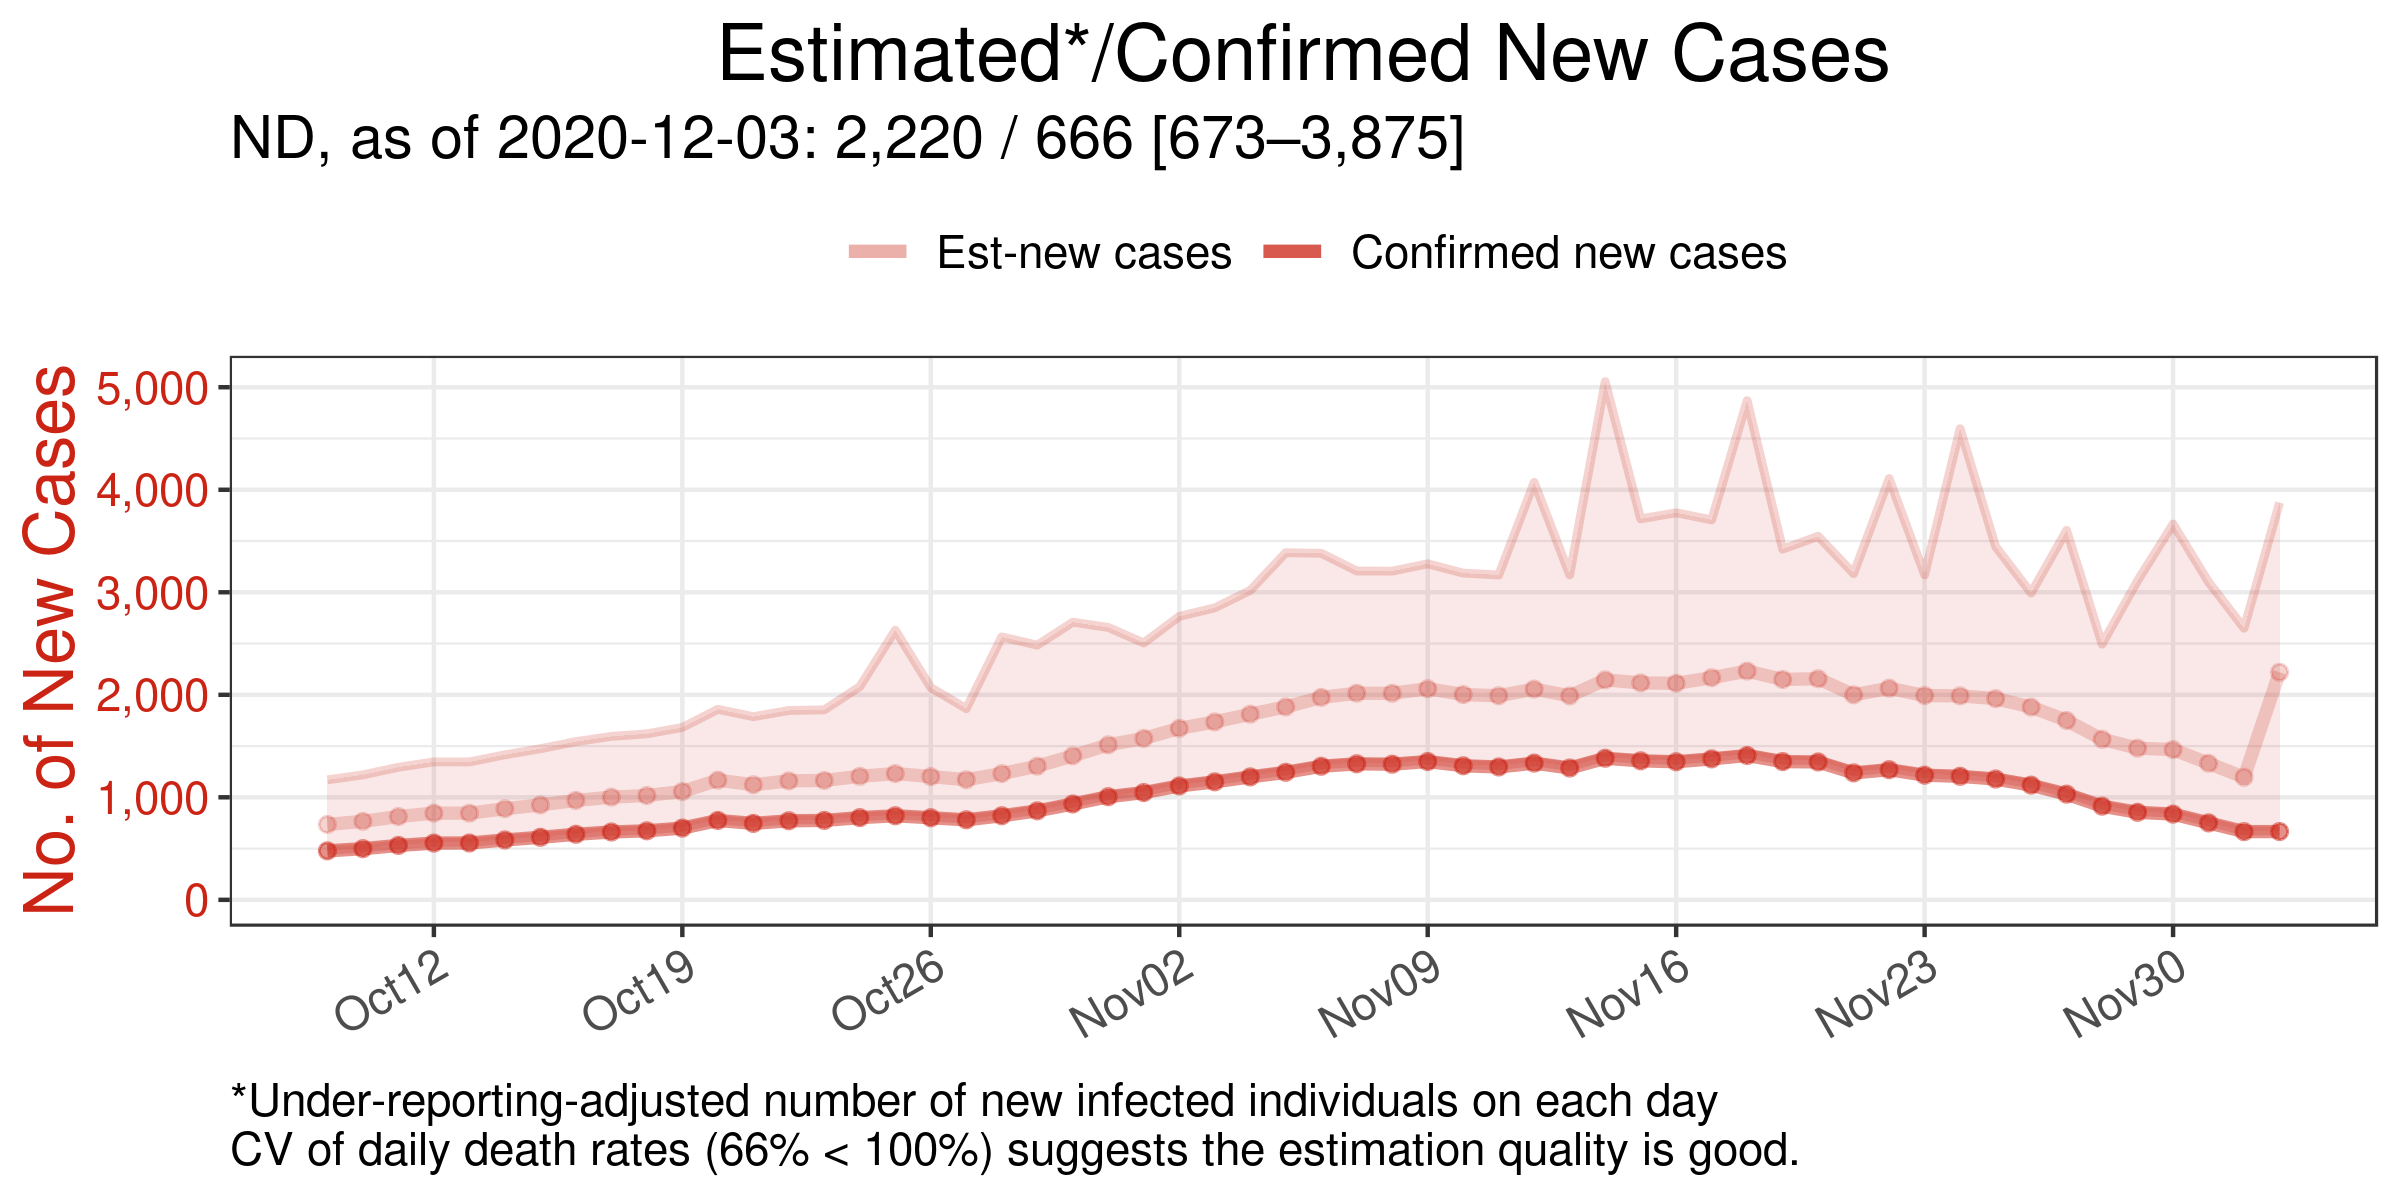 Estimated*/Confirmed New Cases
ND, as of 2020-12-03: 2,220 / 666 [673–3,875]
Est-new cases
Confirmed new cases
No. of New Cases
5,000
4,000
3,000
2,000
1,000
0
Oct12
Oct19
Oct26
Nov02
Nov09
Nov16
Nov23
Nov30
*Under-reporting-adjusted number of new infected individuals on each day
CV of daily death rates (66% < 100%) suggests the estimation quality is good.